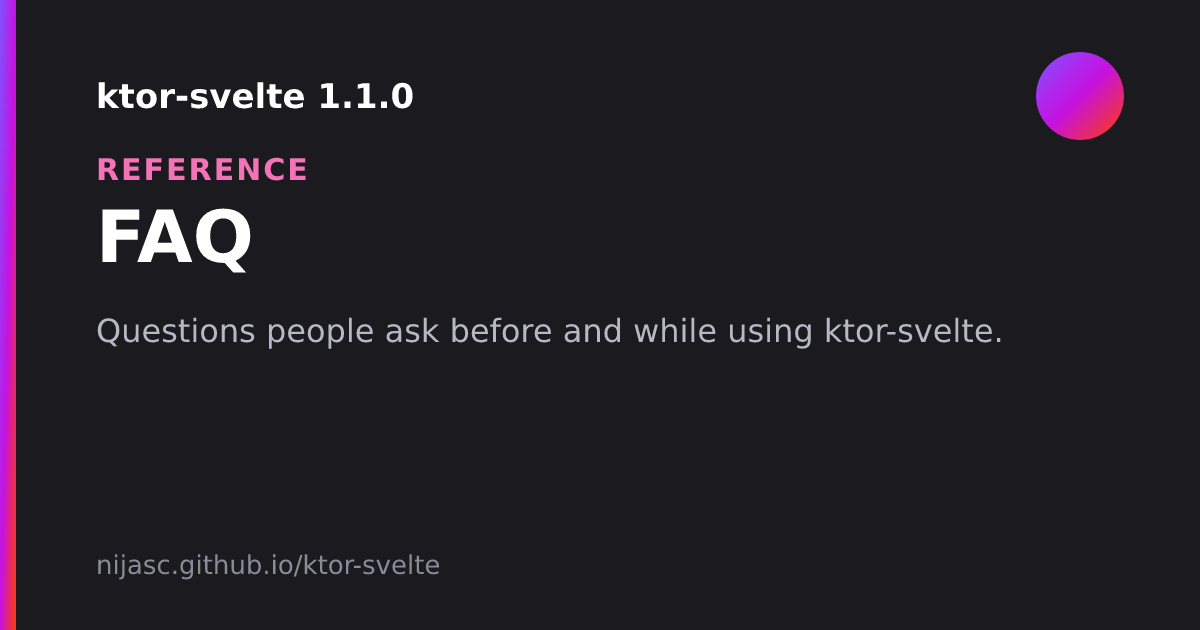 ktor-svelte 1.1.0
REFERENCE
FAQ
Questions people ask before and while using ktor-svelte.
nijasc.github.io/ktor-svelte